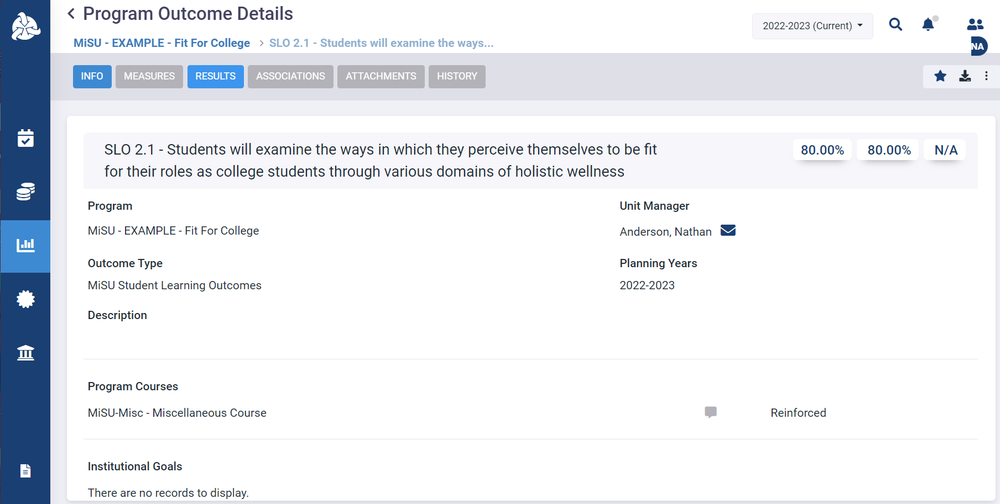 Program Outcome Details
2022-2023 (Current)
NA
MiSU - EXAMPLE - Fit For College > SLO 2.1 - Students will examine the ways...
INFO MEASURES RESULTS ASSOCIATIONS ATTACHMENTS HISTORY
SLO 2.1 - Students will examine the ways in which they perceive themselves to be fit
for their roles as college students through various domains of holistic wellness
80.00% 80.00% N/A
Program
MiSU - EXAMPLE - Fit For College
Unit Manager
Anderson, Nathan
Outcome Type
MiSU Student Learning Outcomes
Planning Years
2022-2023
Description
Program Courses
MiSU-Misc - Miscellaneous Course Reinforced
Institutional Goals
There are no records to display.